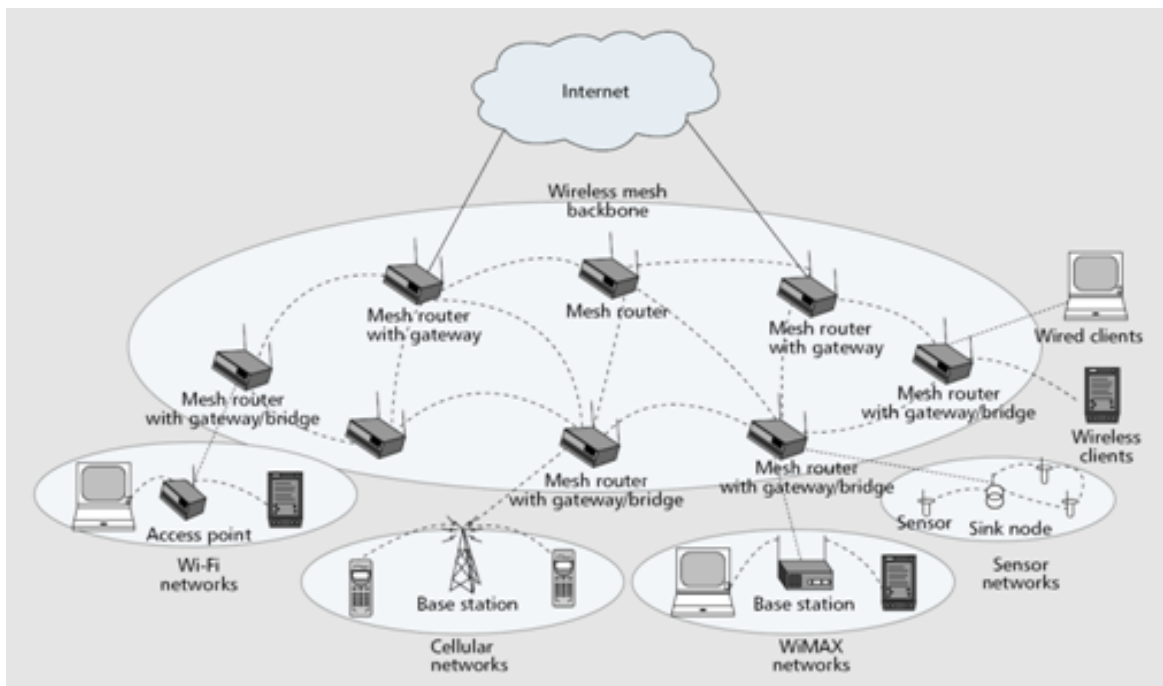 Internet
Wireless mesh
backbone
Mesh router
with gateway
Mesh router
Mesh router
with gateway
Wired clients
Mesh router
with gateway/bridge
Mesh router
with gateway/bridge
Wireless
clients
Mesh router
with gateway/bridge
Mesh router
with gateway/bridge
Access point
Wi-Fi
networks
Sensor
Sink node
Sensor
networks
Base station
Cellular
networks
Base station
WiMAX
networks